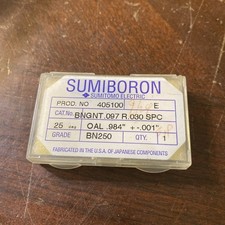 SUMIBORON
SUMITOMO ELECTRIC
PROD. NO 405100 E
CAT.No. BNGNT .097 R.030 SPC
25 OAL .984" +-.001"
GRADE BN250 QTY. 1
FABRICATED IN THE U.S.A. OF JAPANESE COMPONENTS